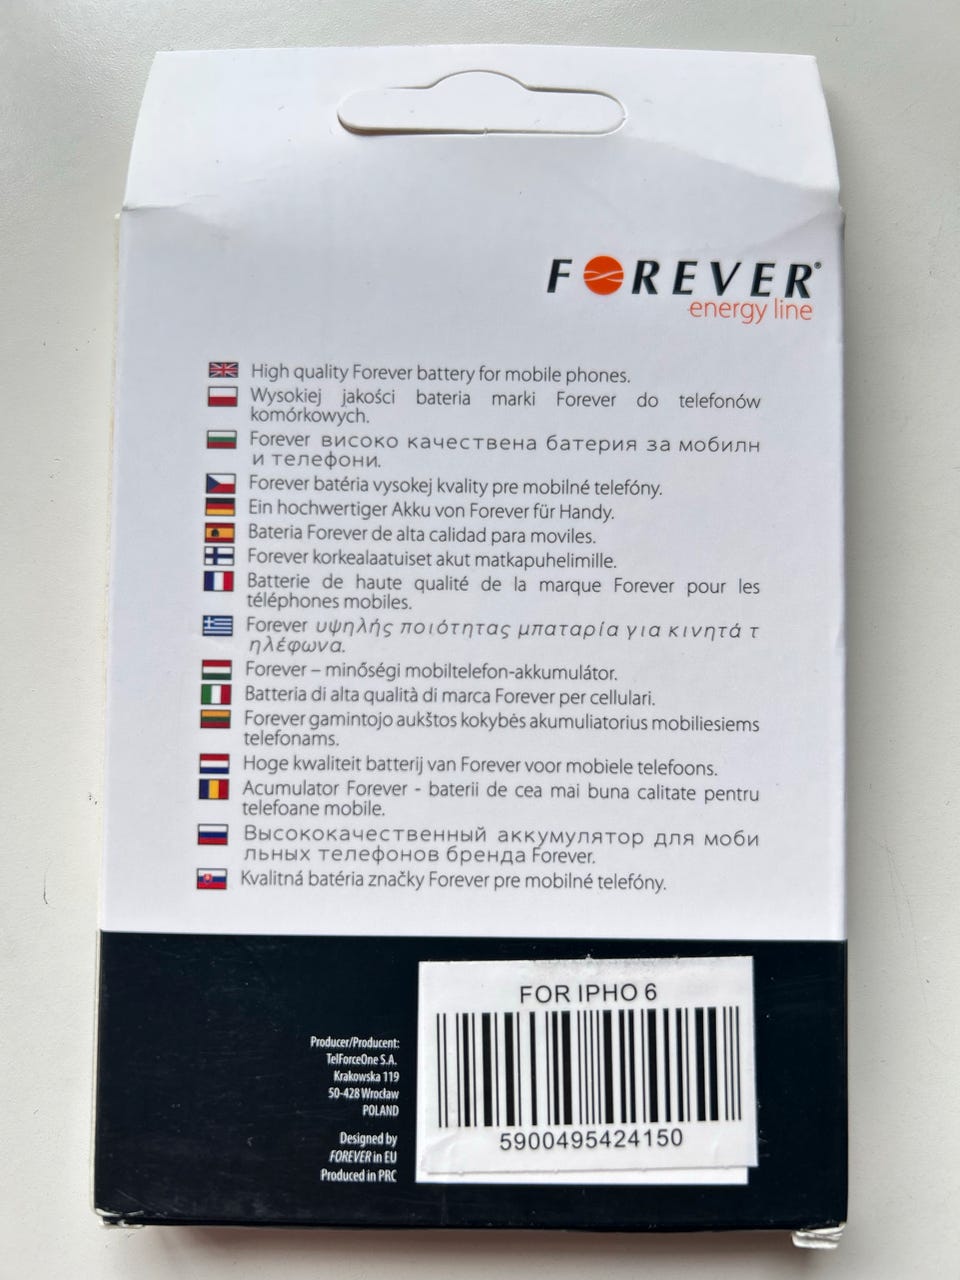 FOREVER®
energy line
High quality Forever battery for mobile phones.
Wysokiej jakości bateria marki Forever do telefonów
komórkowych.
Forever високо качествена батерия за мобилн
и телефони.
Forever batéria vysokej kvality pre mobilné telefóny.
Ein hochwertiger Akku von Forever für Handy.
Bateria Forever de alta calidad para moviles.
Forever korkealaatuiset akut matkapuhelimille.
Batterie de haute qualité de la marque Forever pour les
téléphones mobiles.
Forever υψηλής ποιότητας μπαταρία για κινητά τ
ηλέφωνα.
Forever – minőségi mobiltelefon-akkumulátor.
Batteria di alta qualità di marca Forever per cellulari.
Forever gamintojo aukštos kokybės akumuliatorius mobiliesiems
telefonams.
Hoge kwaliteit batterij van Forever voor mobiele telefoons.
Acumulator Forever - baterii de cea mai buna calitate pentru
telefoane mobile.
Высококачественный аккумулятор для моби
льных телефонов бренда Forever.
Kvalitná batéria značky Forever pre mobilné telefóny.
FOR IPHO 6
5900495424150
Producer/Producent:
TelForceOne S.A.
Krakowska 119
50-428 Wrocław
POLAND
Designed by
FOREVER in EU
Produced in PRC